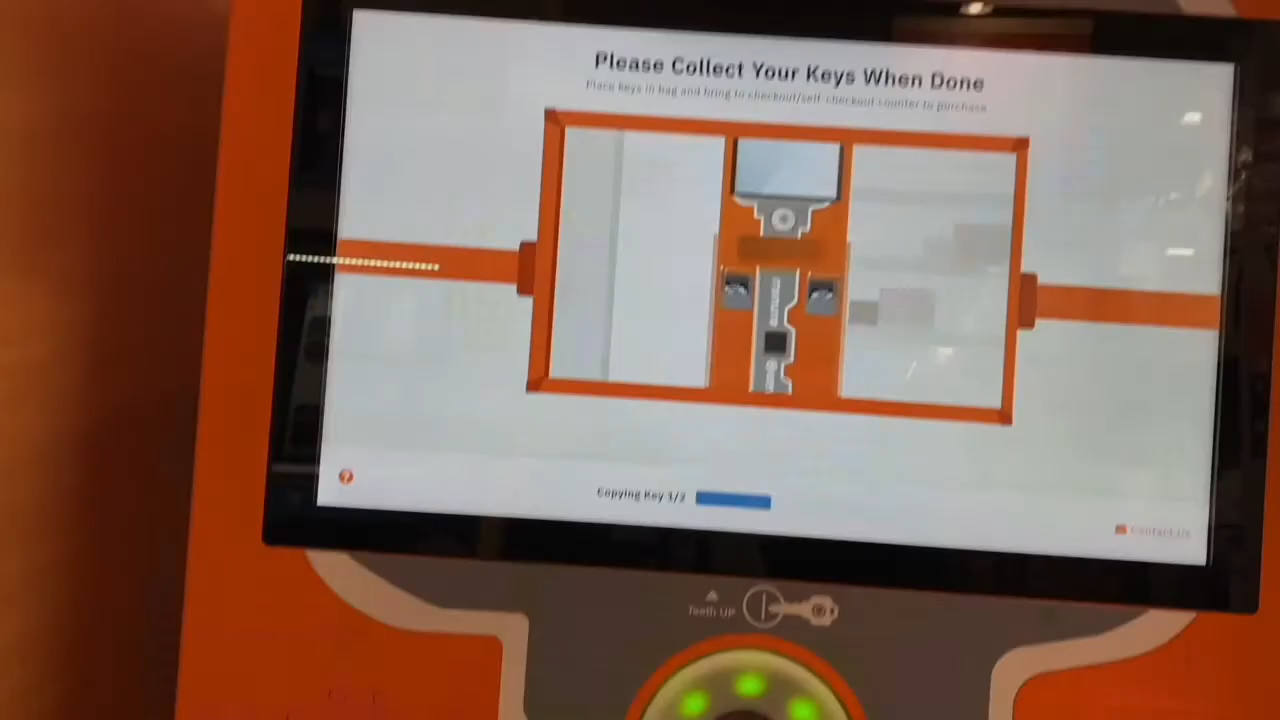 Please Collect Your Keys When Done
Place keys in bag and bring to checkout/self-checkout counter to purchase
Copying Key 1/2
Contact Us
Teeth UP